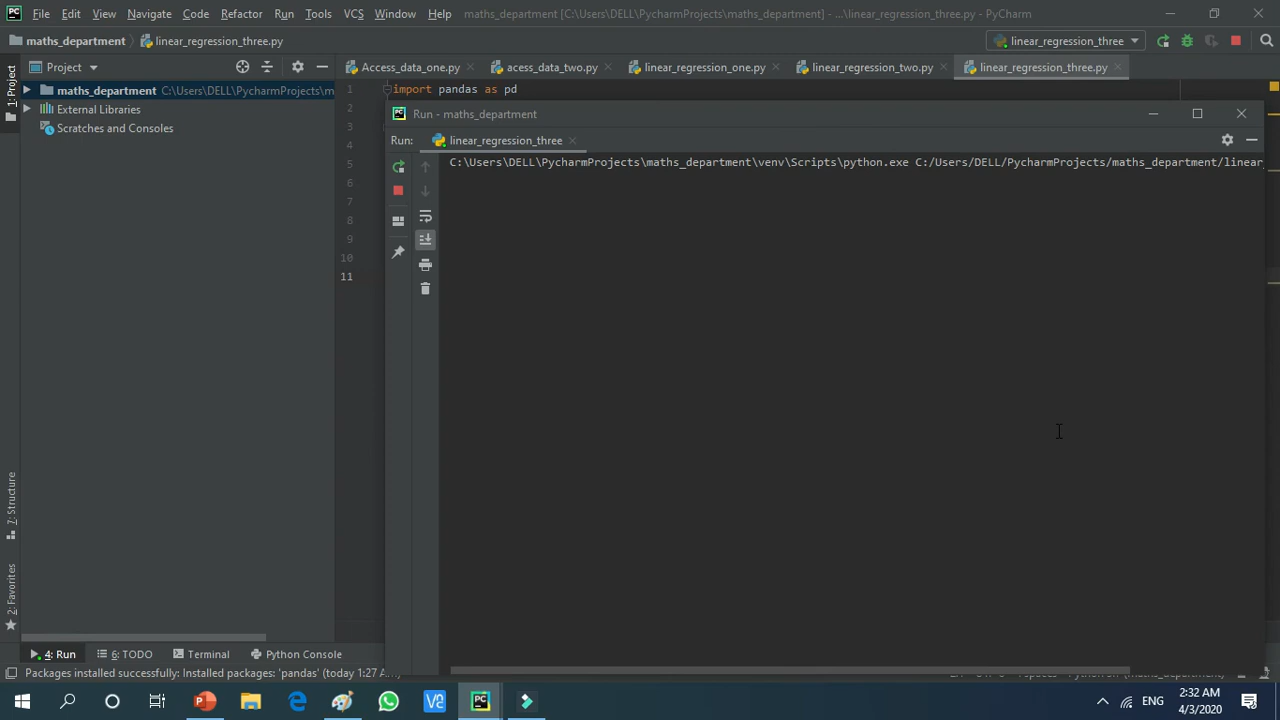 File Edit View Navigate Code Refactor Run Tools VCS Window Help maths_department [C:\Users\DELL\PycharmProjects\maths_department] - ...\linear_regression_three.py - PyCharm
maths_department linear_regression_three.py linear_regression_three
1: Project
Project Access_data_one.py acess_data_two.py linear_regression_one.py linear_regression_two.py linear_regression_three.py
maths_department C:\Users\DELL\PycharmProjects\m
External Libraries
Scratches and Consoles
1 import pandas as pd
2
3
4
5
6
7
8
9
10
11
Run - maths_department
Run: linear_regression_three
C:\Users\DELL\PycharmProjects\maths_department\venv\Scripts\python.exe C:/Users/DELL/PycharmProjects/maths_department/linear_
7: Structure
2: Favorites
4: Run 6: TODO Terminal Python Console
Packages installed successfully: Installed packages: 'pandas' (today 1:27 AM)
ENG 2:32 AM
4/3/2020